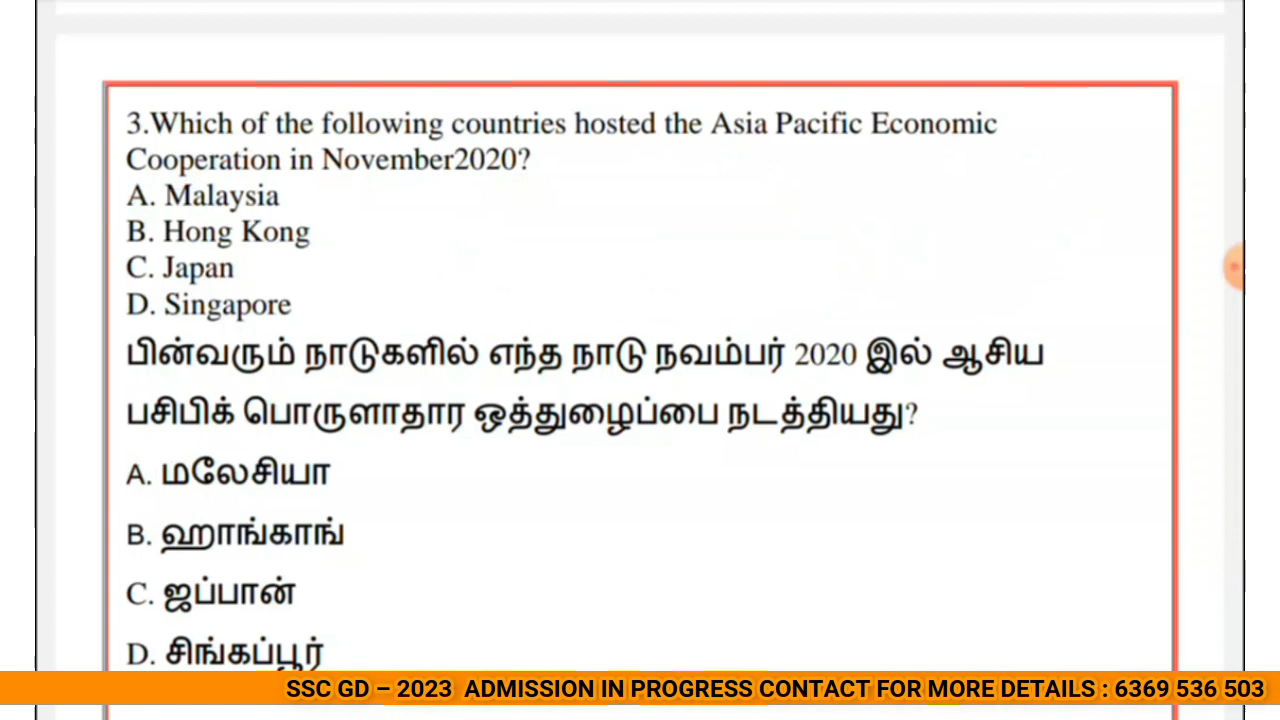 3.Which of the following countries hosted the Asia Pacific Economic
Cooperation in November2020?
A. Malaysia
B. Hong Kong
C. Japan
D. Singapore
பின்வரும் நாடுகளில் எந்த நாடு நவம்பர் 2020 இல் ஆசிய
பசிபிக் பொருளாதார ஒத்துழைப்பை நடத்தியது?
A. மலேசியா
B. ஹாங்காங்
C. ஜப்பான்
D. சிங்கப்பூர்
SSC GD – 2023 ADMISSION IN PROGRESS CONTACT FOR MORE DETAILS : 6369 536 503